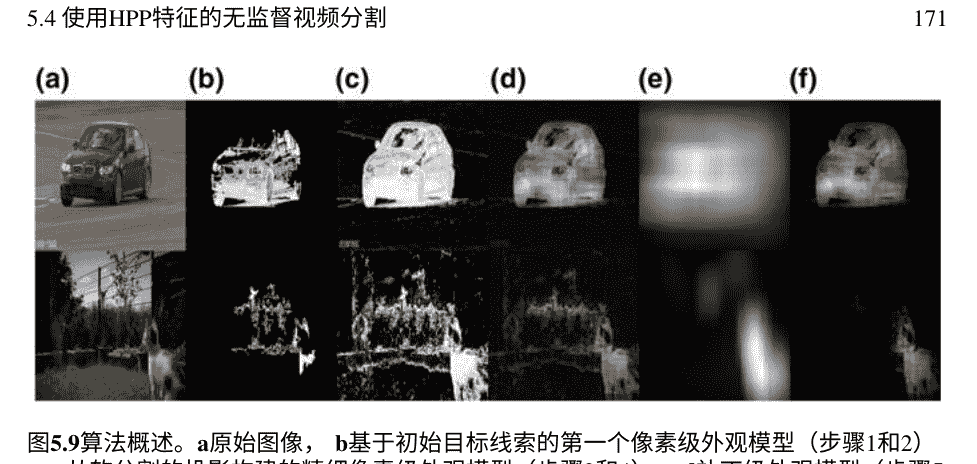 5.4 使用HPP特征的无监督视频分割
171
(a) (b) (c) (d) (e) (f)
图5.9算法概述。a原始图像， b基于初始目标线索的第一个像素级外观模型（步骤1和2）